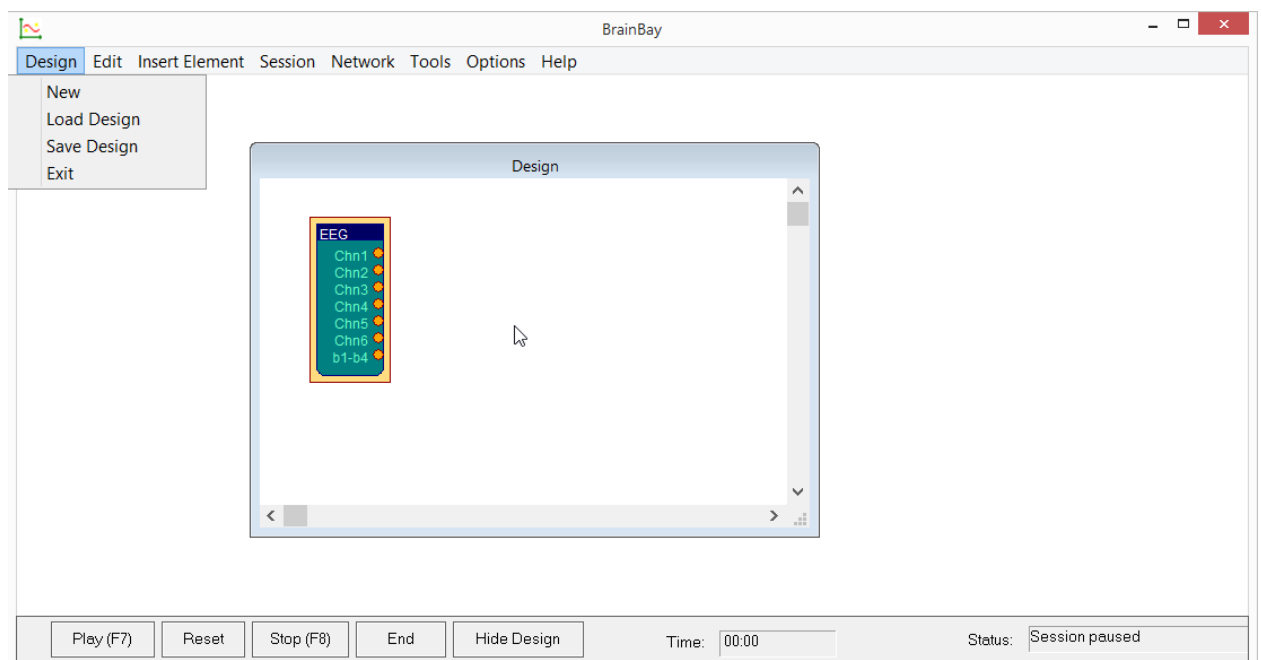 BrainBay
Design Edit Insert Element Session Network Tools Options Help
New
Load Design
Save Design
Exit
Design
EEG
Chn1
Chn2
Chn3
Chn4
Chn5
Chn6
b1-b4
Play (F7) Reset Stop (F8) End Hide Design Time: 00:00 Status: Session paused